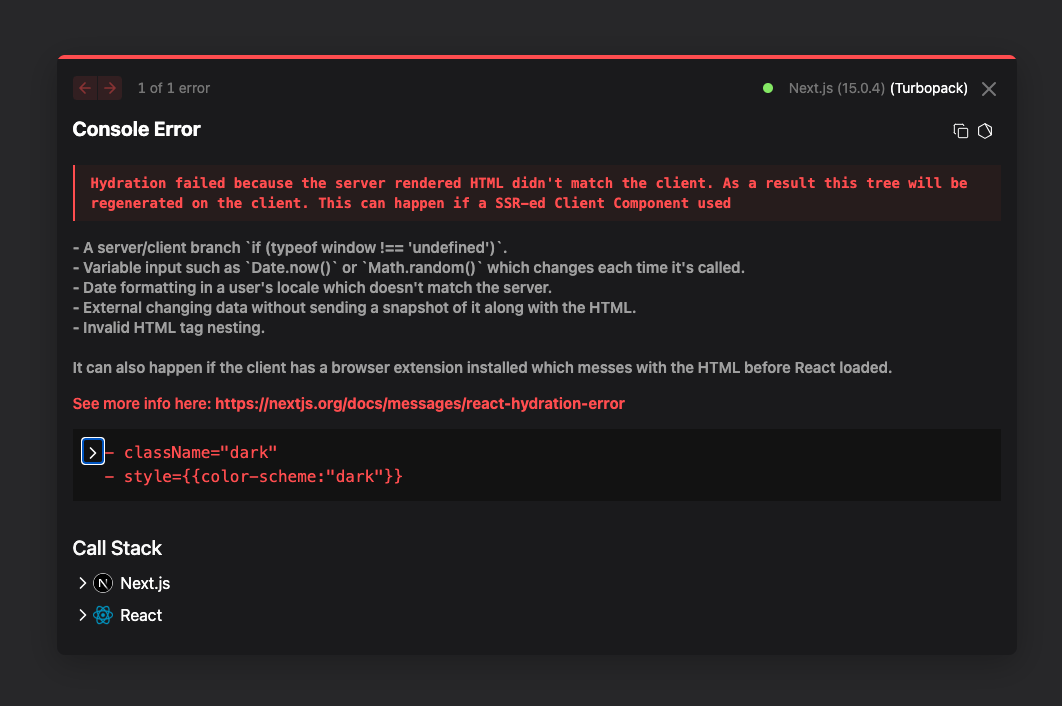 1 of 1 error
Next.js (15.0.4) (Turbopack)
Console Error
Hydration failed because the server rendered HTML didn't match the client. As a result this tree will be
regenerated on the client. This can happen if a SSR-ed Client Component used
- A server/client branch `if (typeof window !== 'undefined')`.
- Variable input such as `Date.now()` or `Math.random()` which changes each time it's called.
- Date formatting in a user's locale which doesn't match the server.
- External changing data without sending a snapshot of it along with the HTML.
- Invalid HTML tag nesting.
It can also happen if the client has a browser extension installed which messes with the HTML before React loaded.
See more info here: https://nextjs.org/docs/messages/react-hydration-error
- className="dark"
- style={{color-scheme:"dark"}}
Call Stack
N Next.js
React